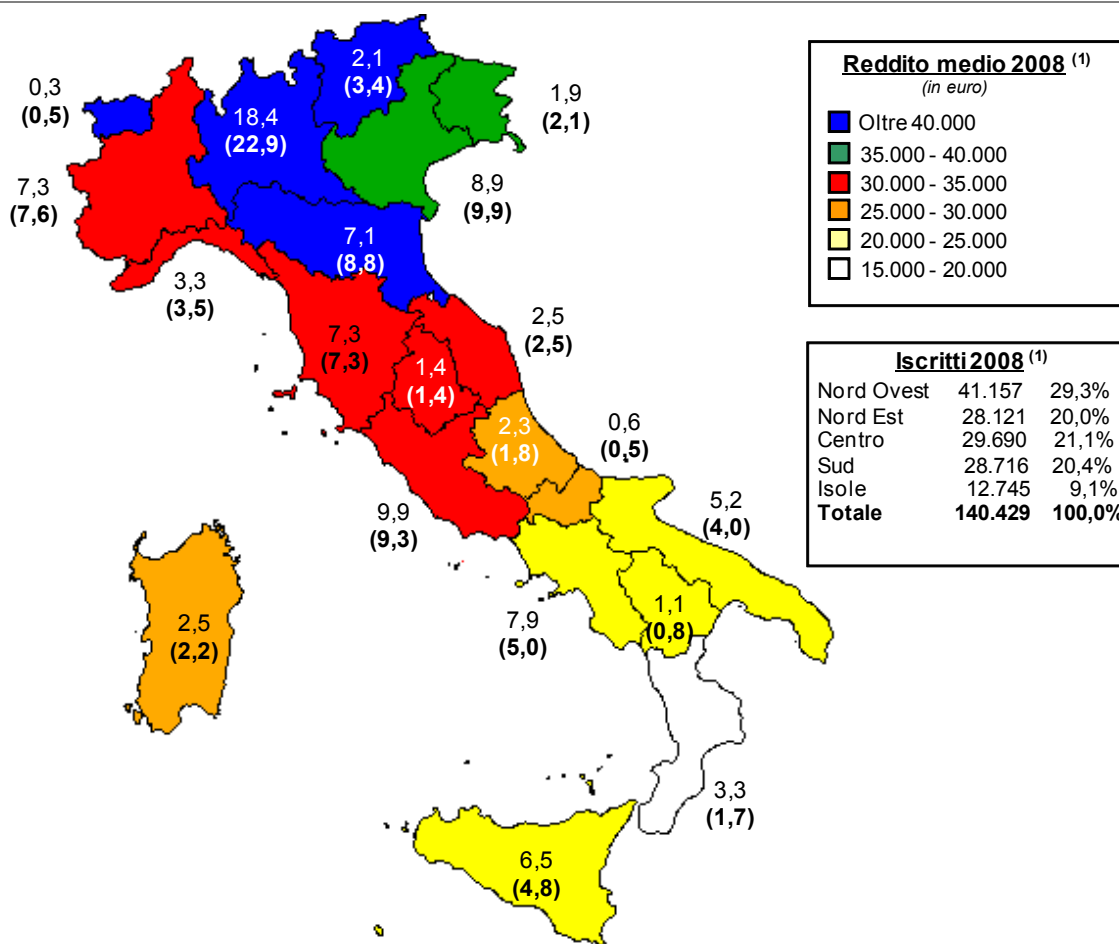 2,1
(3,4)
0,3
(0,5)
18,4
(22,9)
1,9
(2,1)
7,3
(7,6)
8,9
(9,9)
7,1
(8,8)
3,3
(3,5)
7,3
(7,3)
2,5
(2,5)
1,4
(1,4)
2,3
(1,8)
0,6
(0,5)
9,9
(9,3)
5,2
(4,0)
2,5
(2,2)
7,9
(5,0)
1,1
(0,8)
3,3
(1,7)
6,5
(4,8)
Reddito medio 2008 (1)
(in euro)
Oltre 40.000
35.000 - 40.000
30.000 - 35.000
25.000 - 30.000
20.000 - 25.000
15.000 - 20.000
Iscritti 2008 (1)
Nord Ovest 41.157 29,3%
Nord Est 28.121 20,0%
Centro 29.690 21,1%
Sud 28.716 20,4%
Isole 12.745 9,1%
Totale 140.429 100,0%